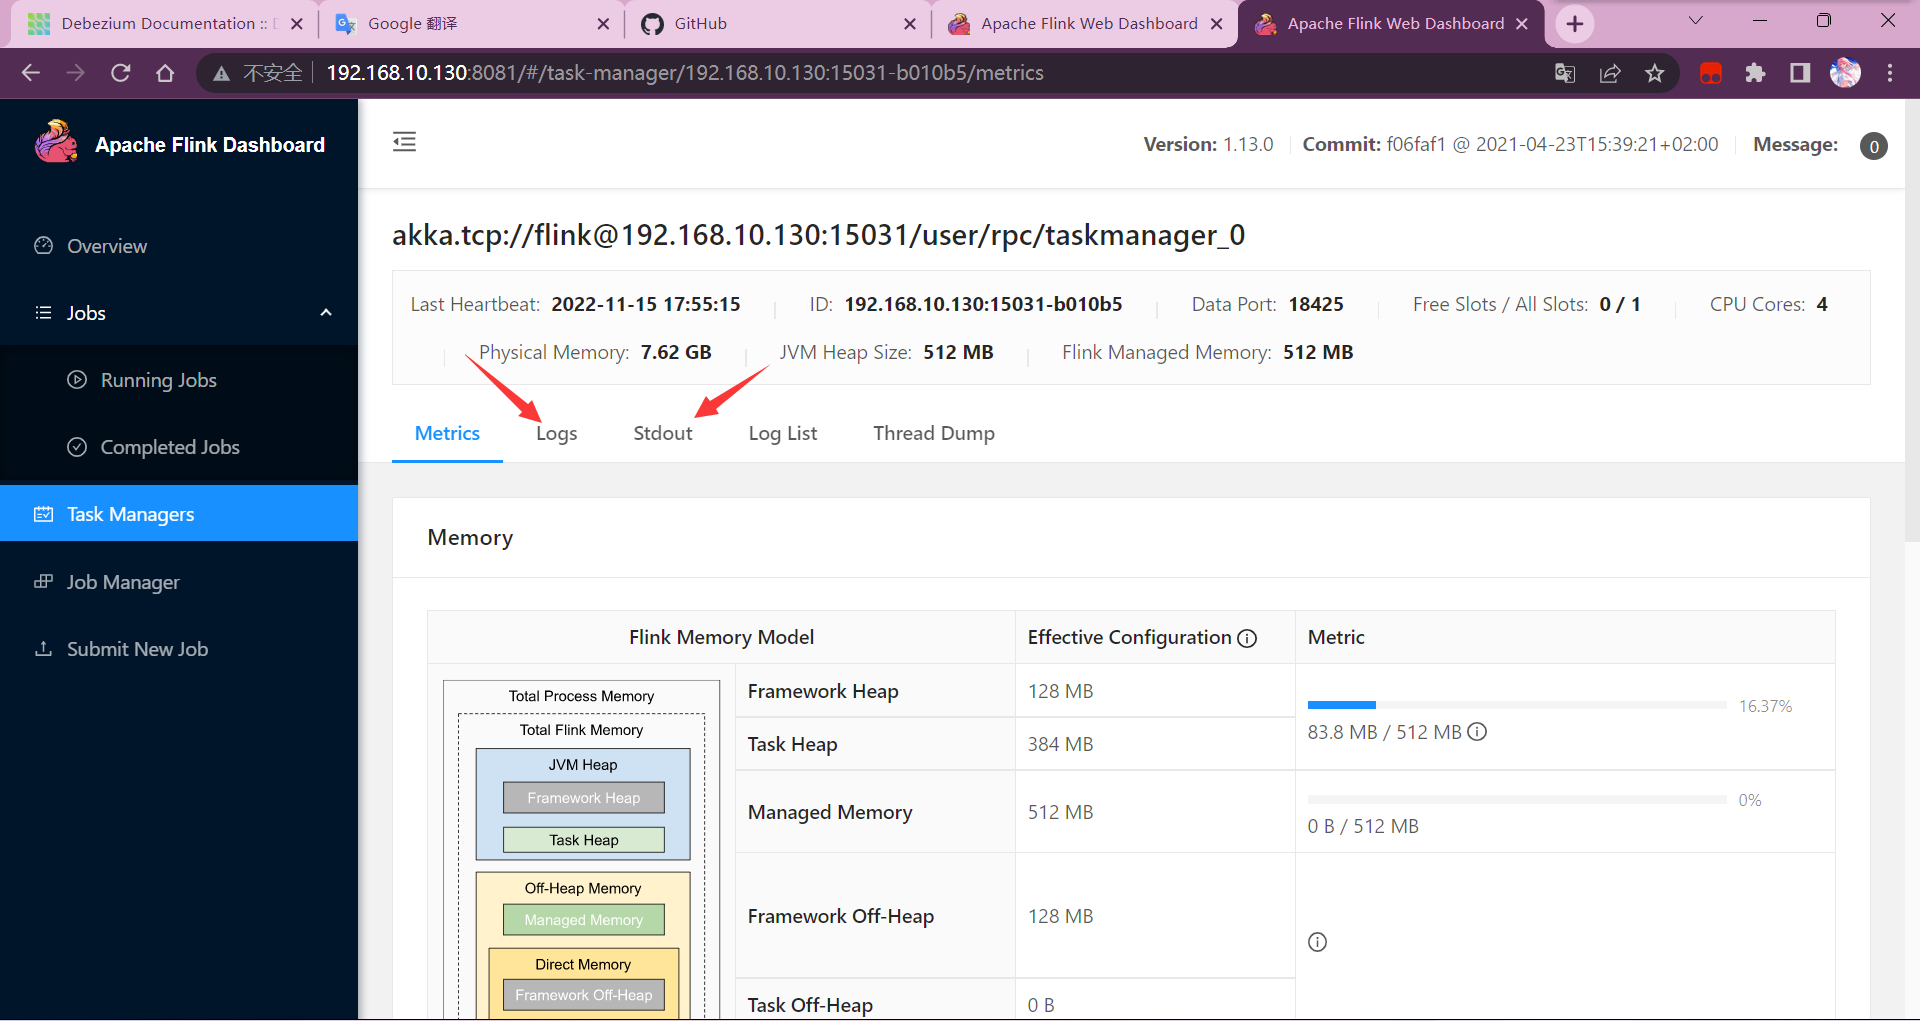 Debezium Documentation ::
Google 翻译
GitHub
Apache Flink Web Dashboard
Apache Flink Web Dashboard
不安全
192.168.10.130:8081/#/task-manager/192.168.10.130:15031-b010b5/metrics
Apache Flink Dashboard
Version: 1.13.0
Commit: f06faf1 @ 2021-04-23T15:39:21+02:00
Message:
0
Overview
Jobs
Running Jobs
Completed Jobs
Task Managers
Job Manager
Submit New Job
akka.tcp://flink@192.168.10.130:15031/user/rpc/taskmanager_0
Last Heartbeat: 2022-11-15 17:55:15
ID: 192.168.10.130:15031-b010b5
Data Port: 18425
Free Slots / All Slots: 0 / 1
CPU Cores: 4
Physical Memory: 7.62 GB
JVM Heap Size: 512 MB
Flink Managed Memory: 512 MB
Metrics
Logs
Stdout
Log List
Thread Dump
Memory
Flink Memory Model
Effective Configuration
Metric
Total Process Memory
Total Flink Memory
JVM Heap
Framework Heap
Task Heap
Off-Heap Memory
Managed Memory
Direct Memory
Framework Off-Heap
Framework Heap
128 MB
16.37%
83.8 MB / 512 MB
Task Heap
384 MB
Managed Memory
512 MB
0%
0 B / 512 MB
Framework Off-Heap
128 MB
Task Off-Heap
0 B